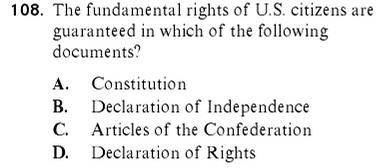 108. The fundamental rights of U.S. citizens are
guaranteed in which of the following
documents?
A. Constitution
B. Declaration of Independence
C. Articles of the Confederation
D. Declaration of Rights